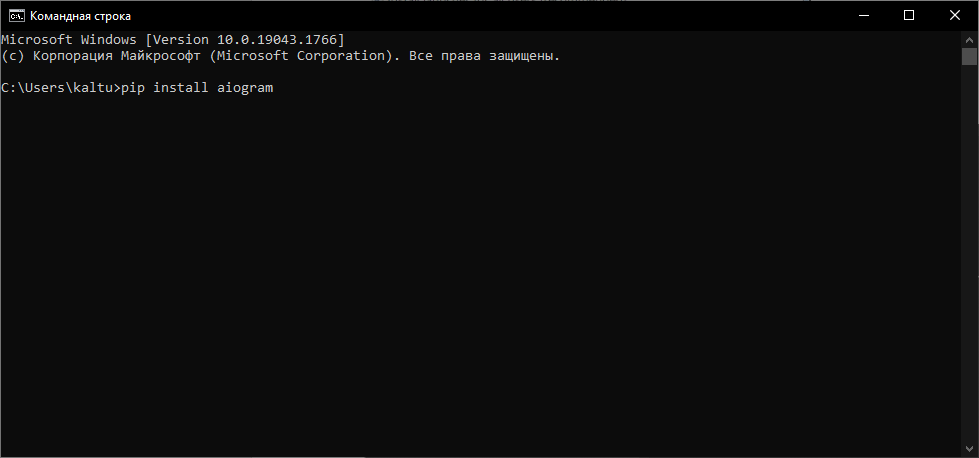 Командная строка
Microsoft Windows [Version 10.0.19043.1766]
(c) Корпорация Майкрософт (Microsoft Corporation). Все права защищены.
C:\Users\kaltu>pip install aiogram